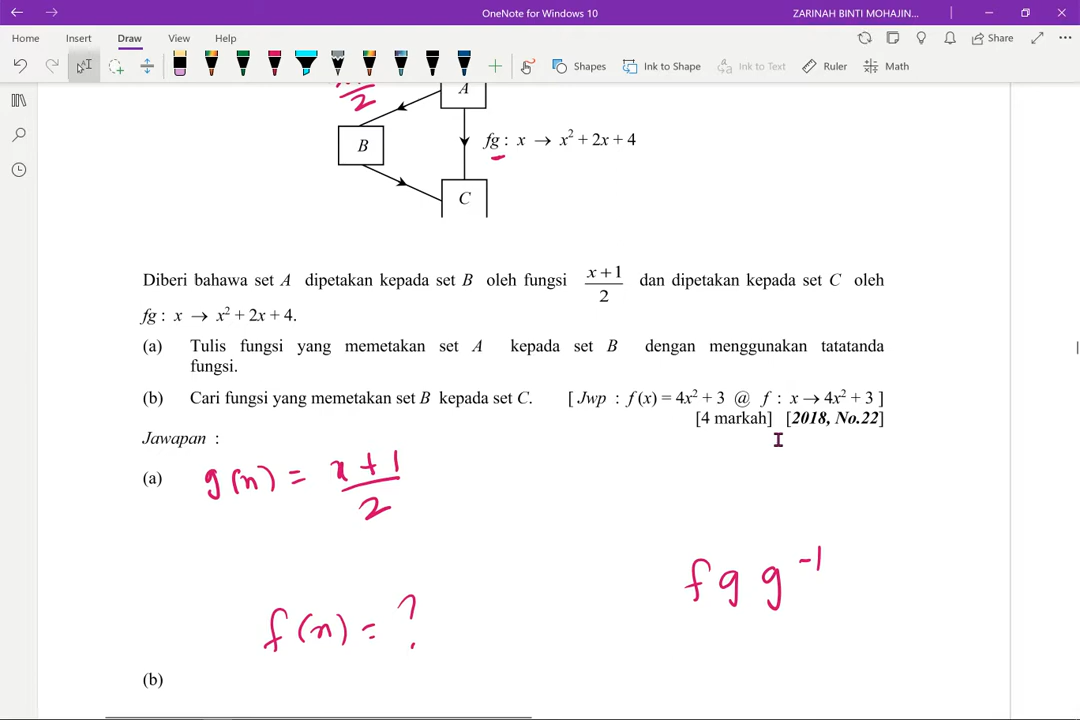 OneNote for Windows 10
ZARINAH BINTI MOHAJIN...
Home Insert Draw View Help Share
Shapes Ink to Shape Ink to Text Ruler Math
2
A
B
fg : x → x² + 2x + 4
C
Diberi bahawa set A dipetakan kepada set B oleh fungsi (x + 1)/2 dan dipetakan kepada set C oleh
fg : x → x² + 2x + 4.
(a) Tulis fungsi yang memetakan set A kepada set B dengan menggunakan tatatanda
fungsi.
(b) Cari fungsi yang memetakan set B kepada set C. [ Jwp : f(x) = 4x² + 3 @ f : x → 4x² + 3 ]
[4 markah] [2018, No.22]
Jawapan :
(a) g(n) = (x + 1)/2
f g g⁻¹
f(n) = ?
(b)